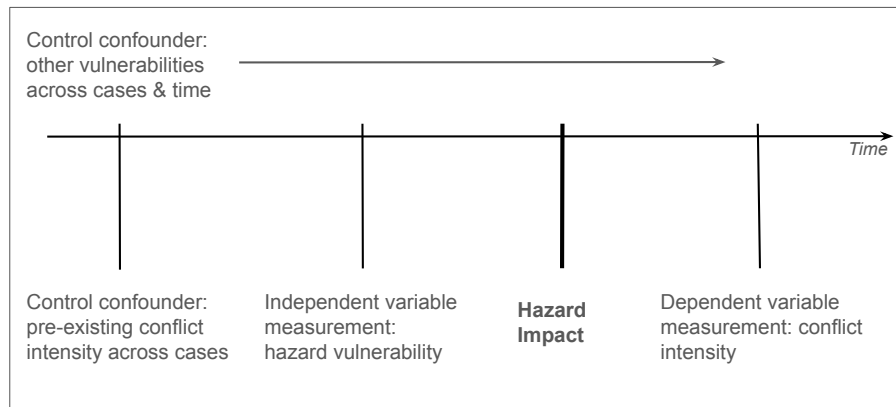 Control confounder:
other vulnerabilities
across cases & time
Time
Control confounder:
pre-existing conflict
intensity across cases
Independent variable
measurement:
hazard vulnerability
Hazard
Impact
Dependent variable
measurement: conflict
intensity